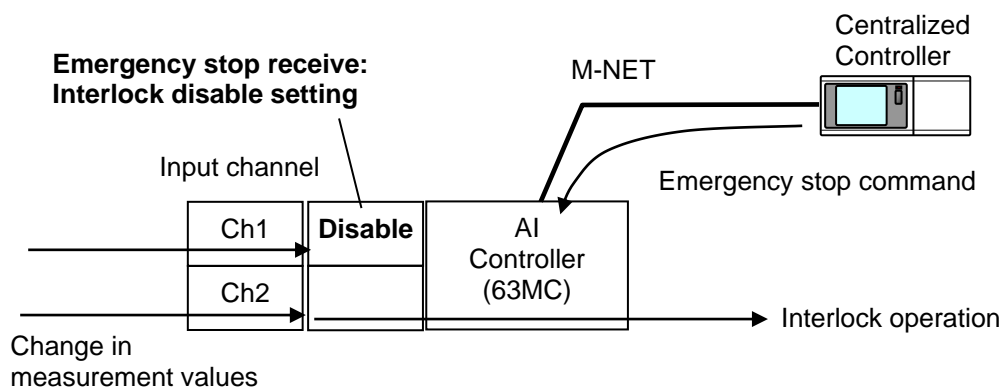 Centralized
Controller
Emergency stop receive:
Interlock disable setting
M-NET
Input channel
Emergency stop command
Ch1
Disable
AI
Controller
(63MC)
Ch2
Interlock operation
Change in
measurement values